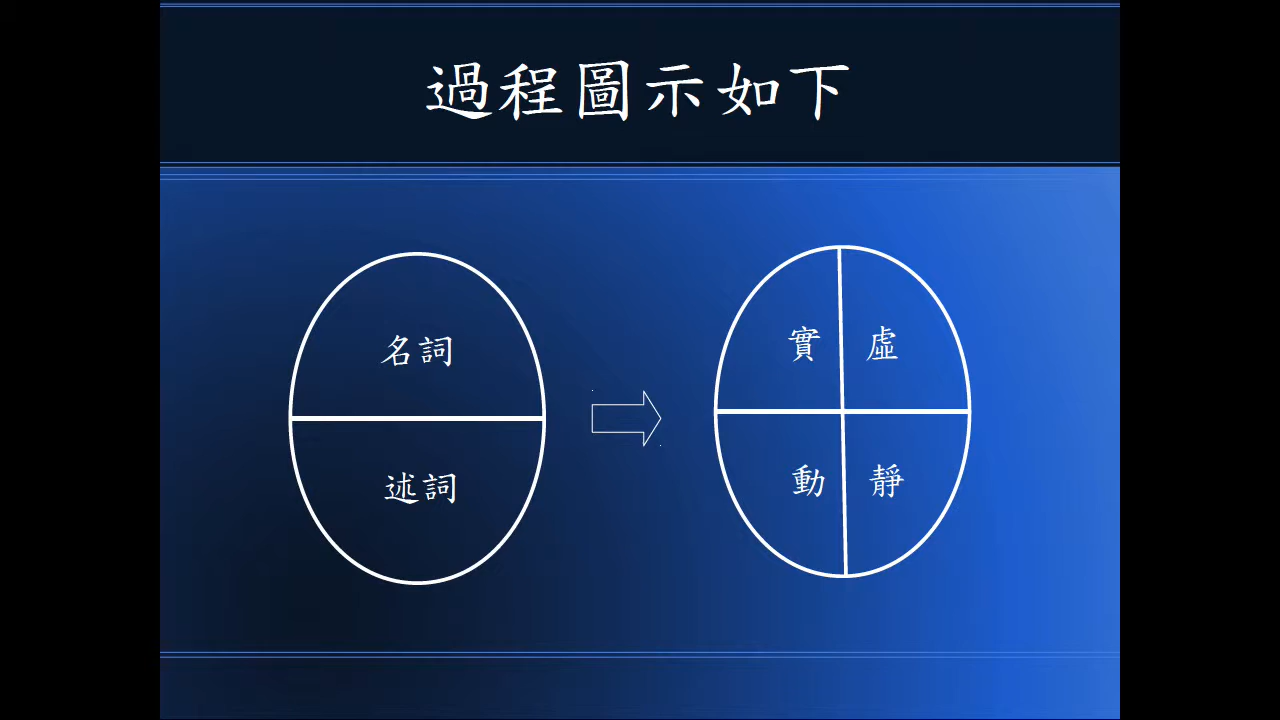 過程圖示如下
名詞
述詞
實 虛
動 靜